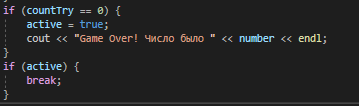 if (countTry == 0) {
    active = true;
    cout << "Game Over! Число было " << number << endl;
}
if (active) {
    break;
}